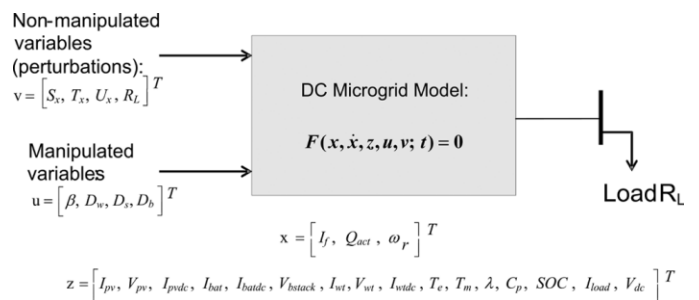 Non-manipulated
variables
(perturbations):
v = [S_x, T_x, U_x, R_L]^T
DC Microgrid Model:
F(x, ẋ, z, u, v; t) = 0
Manipulated
variables
u = [β, D_w, D_s, D_b]^T
Load R_L
x = [I_f, Q_act, ω_r]^T
z = [I_pv, V_pv, I_pvdc, I_bat, I_batdc, V_bstack, I_wt, V_wt, I_wtdc, T_e, T_m, λ, C_p, SOC, I_load, V_dc]^T